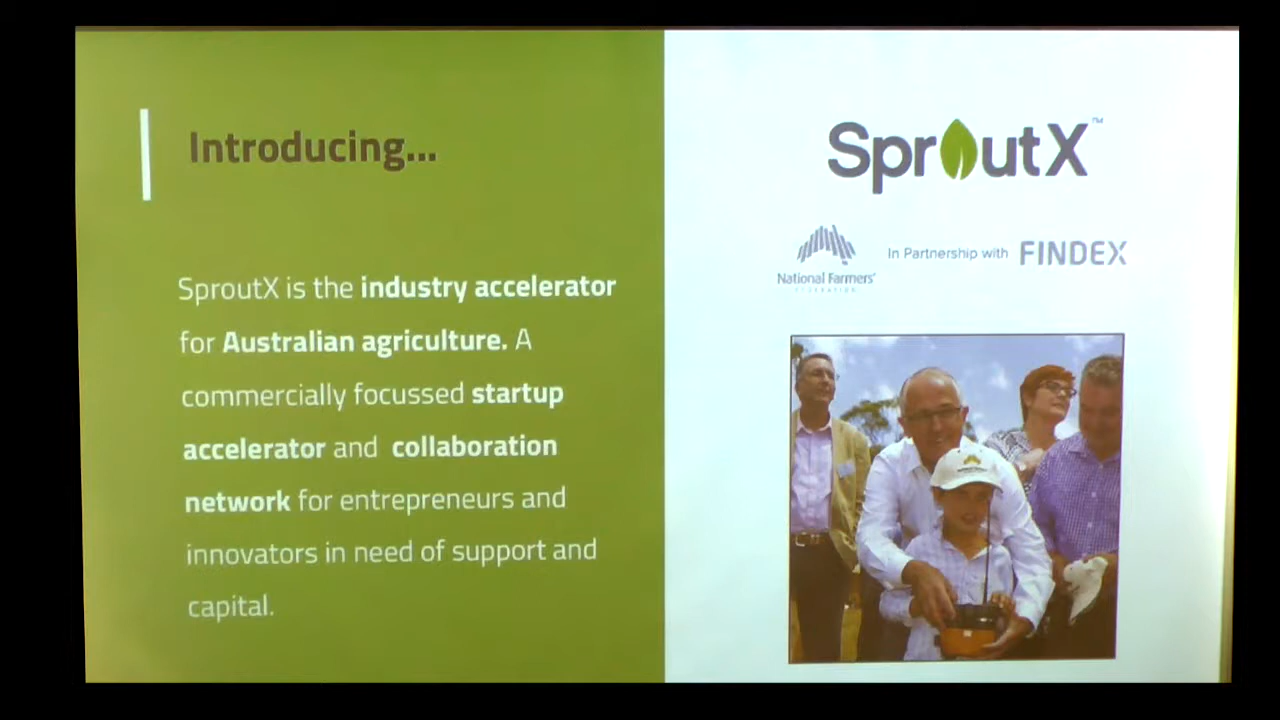 Introducing...
SproutX is the industry accelerator
for Australian agriculture. A
commercially focussed startup
accelerator and collaboration
network for entrepreneurs and
innovators in need of support and
capital.
SproutX™
National Farmers'
FEDERATION
In Partnership with FINDEX